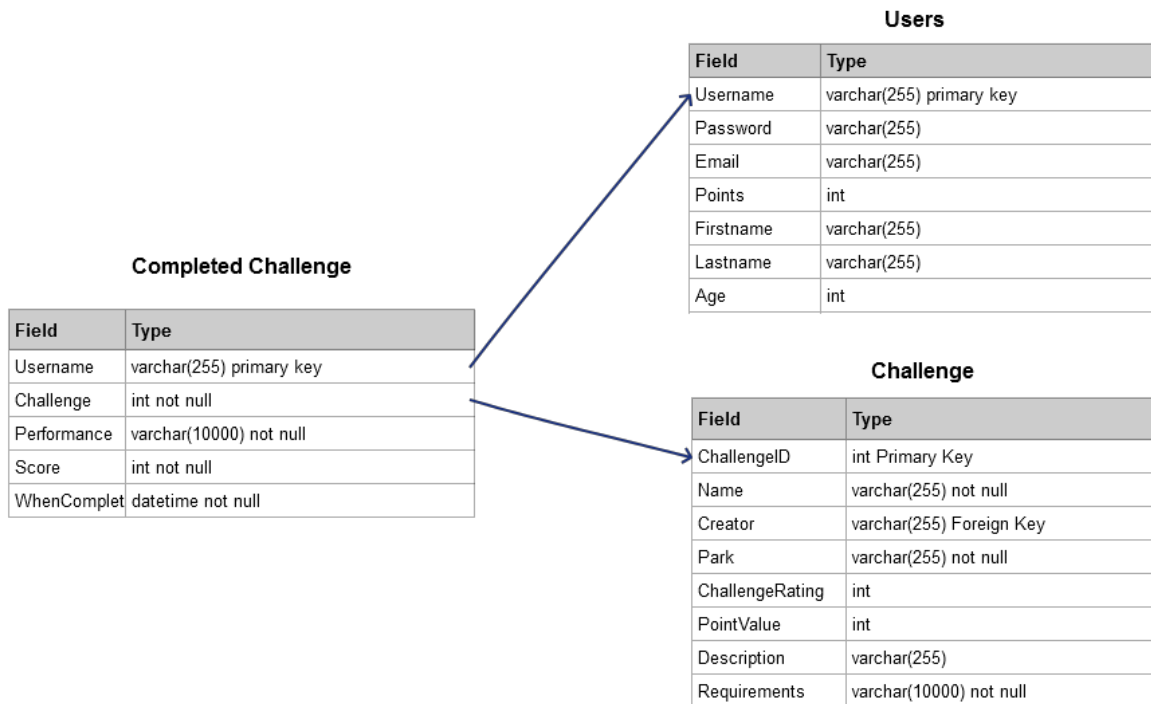 Users
Field Type
Username varchar(255) primary key
Password varchar(255)
Email varchar(255)
Points int
Firstname varchar(255)
Lastname varchar(255)
Age int
Completed Challenge
Field Type
Username varchar(255) primary key
Challenge int not null
Performance varchar(10000) not null
Score int not null
WhenComplet datetime not null
Challenge
Field Type
ChallengeID int Primary Key
Name varchar(255) not null
Creator varchar(255) Foreign Key
Park varchar(255) not null
ChallengeRating int
PointValue int
Description varchar(255)
Requirements varchar(10000) not null